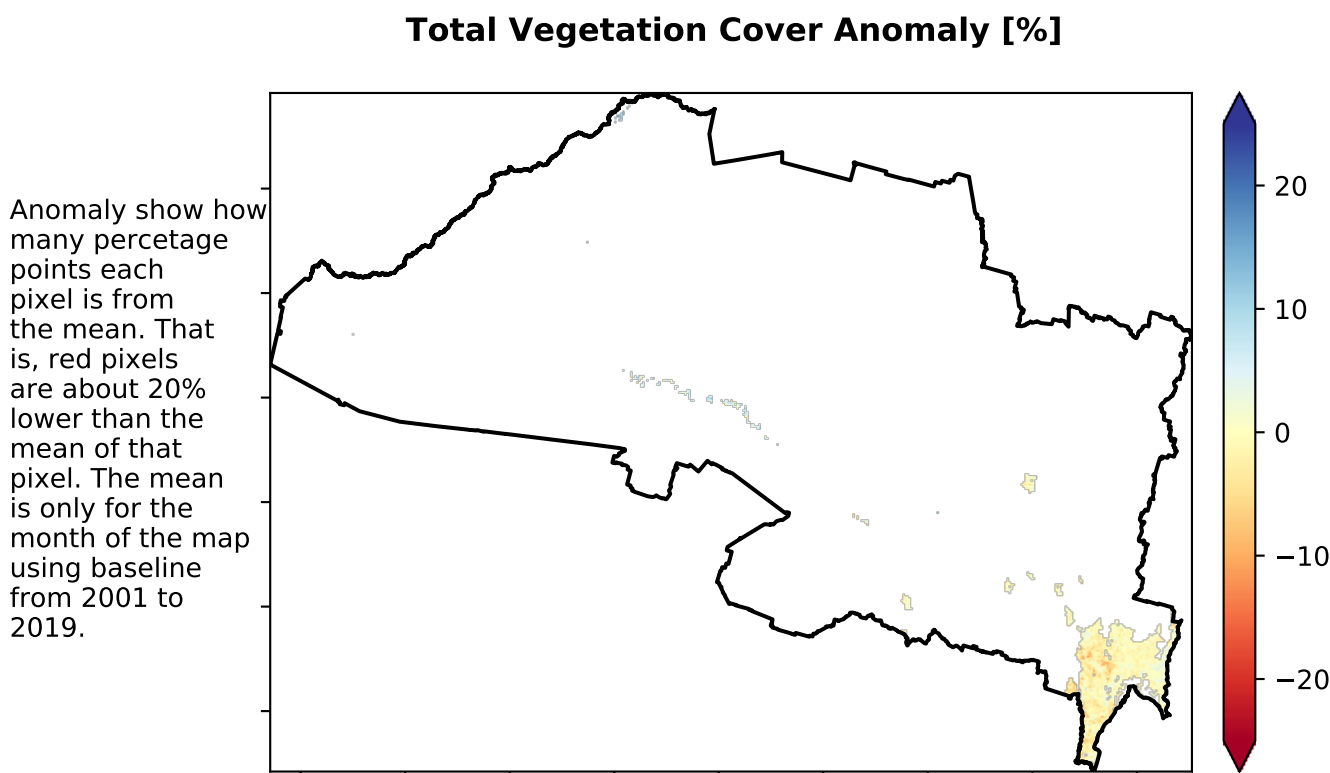 Total Vegetation Cover Anomaly [%]
Anomaly show how
many percetage
points each
pixel is from
the mean. That
is, red pixels
are about 20%
lower than the
mean of that
pixel. The mean
is only for the
month of the map
using baseline
from 2001 to
2019.
20
10
0
−10
−20